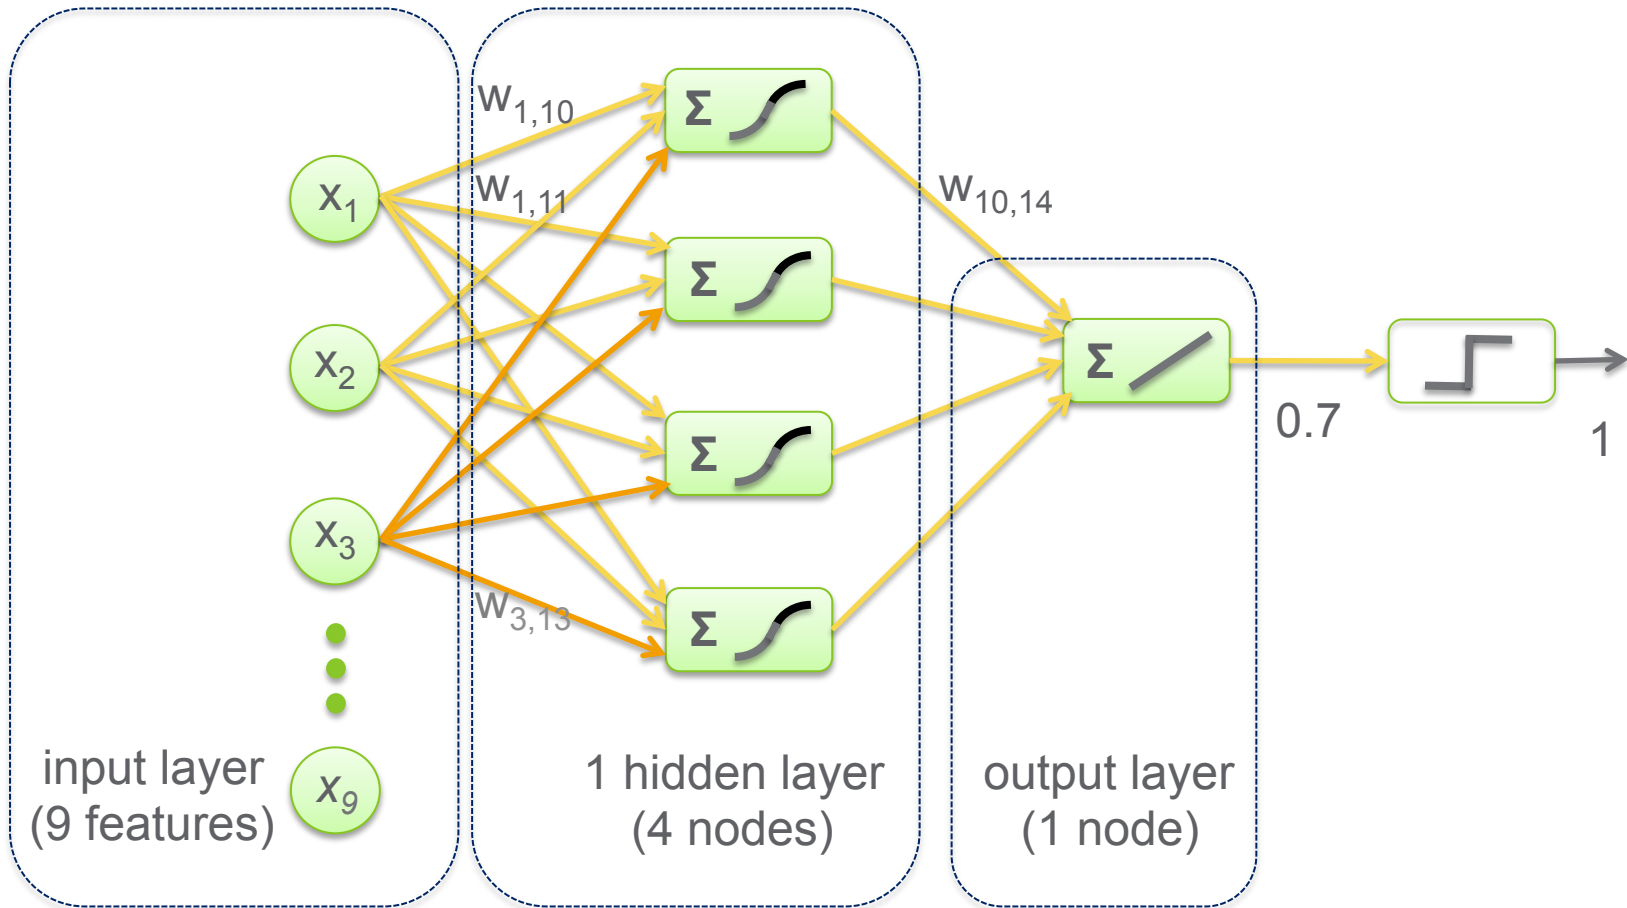 w1,10
w1,11
w10,14
w3,13
x1
x2
x3
x9
Σ
Σ
Σ
Σ
Σ
0.7
1
input layer
(9 features)
1 hidden layer
(4 nodes)
output layer
(1 node)